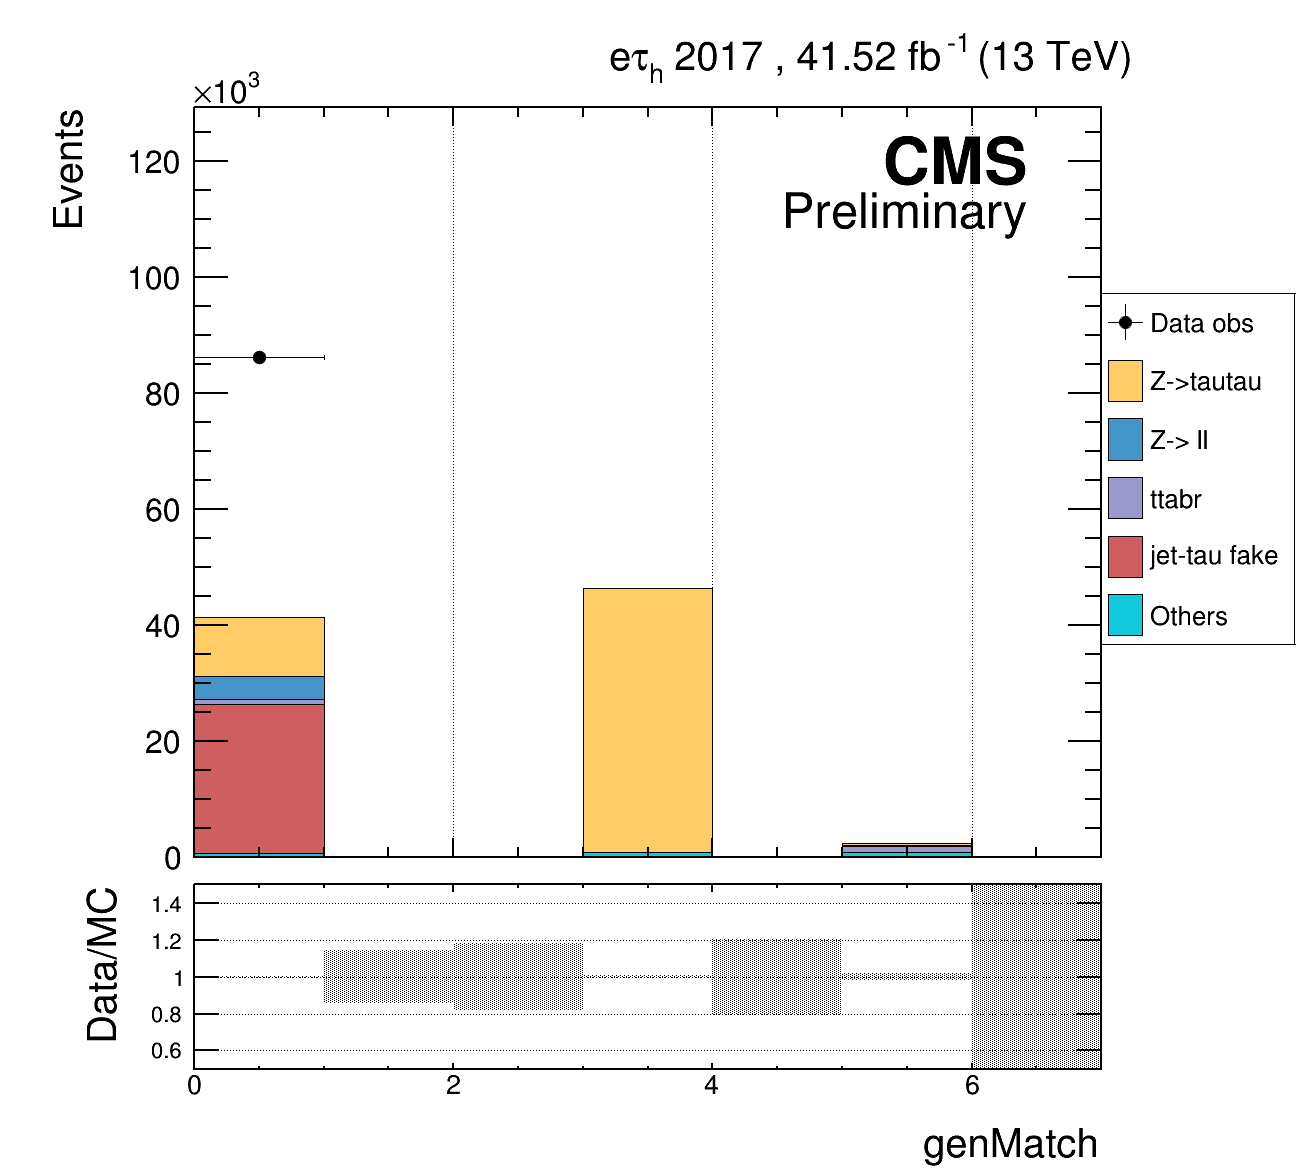 eτh 2017 , 41.52 fb-1 (13 TeV)
×103
Events
CMS
Preliminary
120
100
80
60
40
20
0
Data obs
Z->tautau
Z-> ll
ttabr
jet-tau fake
Others
Data/MC
1.4
1.2
1
0.8
0.6
0 2 4 6
genMatch